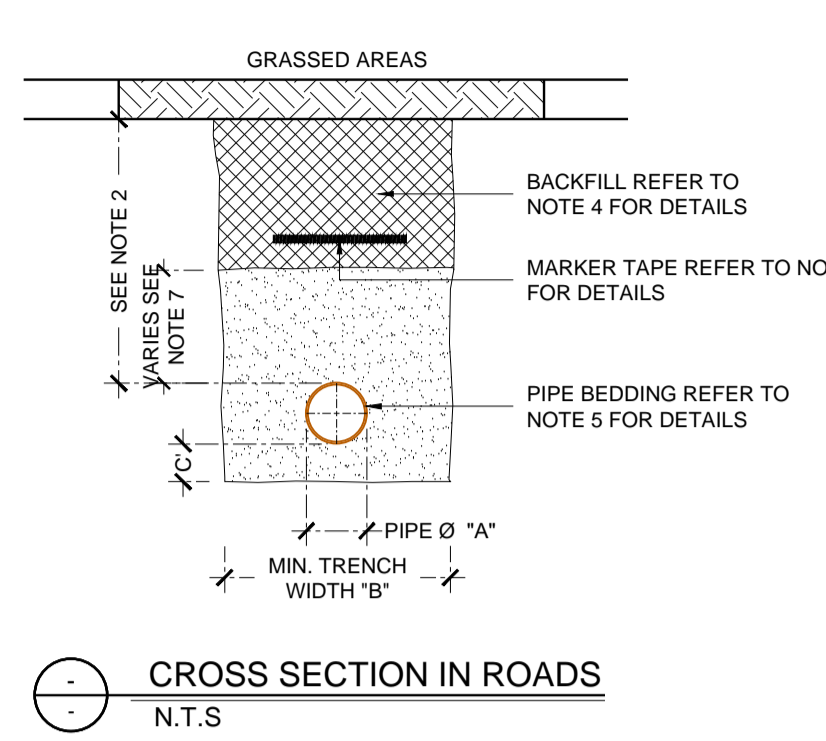 GRASSED AREAS
BACKFILL REFER TO
NOTE 4 FOR DETAILS
SEE NOTE 2
VARIES SEE
NOTE 7
MARKER TAPE REFER TO NO
FOR DETAILS
PIPE BEDDING REFER TO
NOTE 5 FOR DETAILS
C'
PIPE Ø "A"
MIN. TRENCH
WIDTH "B"
-
-
CROSS SECTION IN ROADS
N.T.S